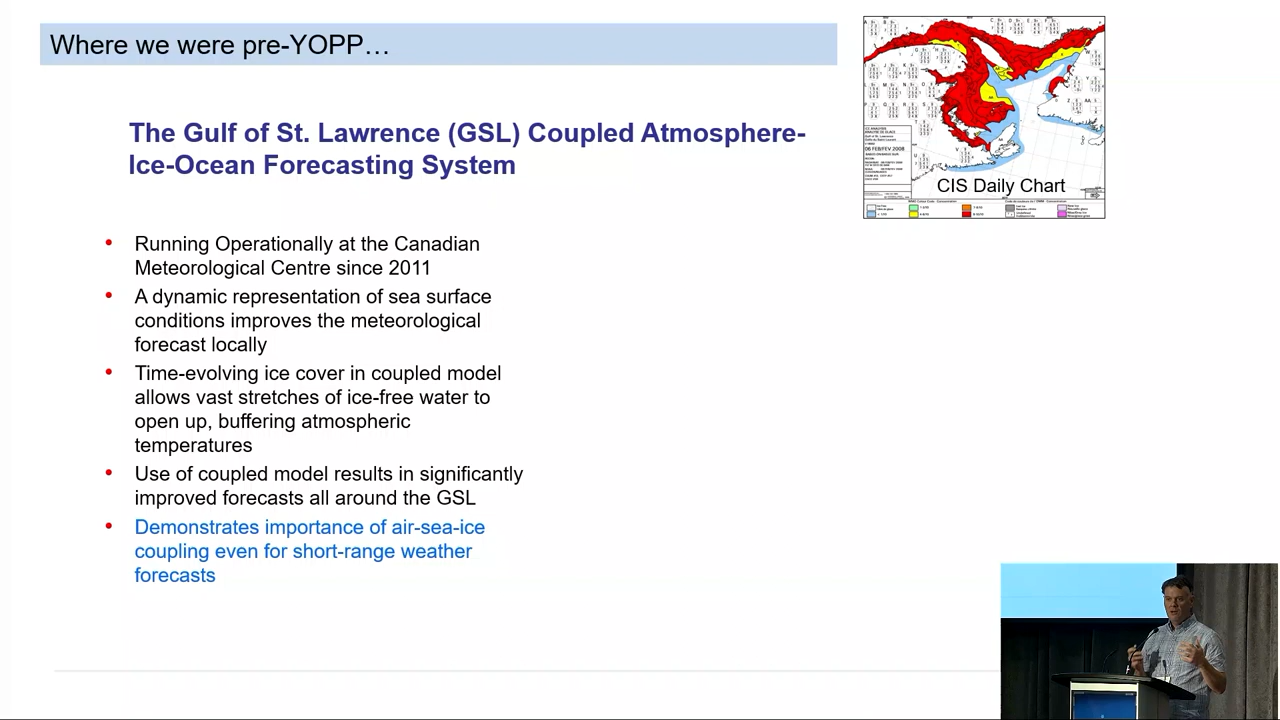 Where we were pre-YOPP…
The Gulf of St. Lawrence (GSL) Coupled Atmosphere-
Ice-Ocean Forecasting System
Running Operationally at the Canadian
Meteorological Centre since 2011
A dynamic representation of sea surface
conditions improves the meteorological
forecast locally
Time-evolving ice cover in coupled model
allows vast stretches of ice-free water to
open up, buffering atmospheric
temperatures
Use of coupled model results in significantly
improved forecasts all around the GSL
Demonstrates importance of air-sea-ice
coupling even for short-range weather
forecasts
06 FEB/FEV 2008
CIS Daily Chart